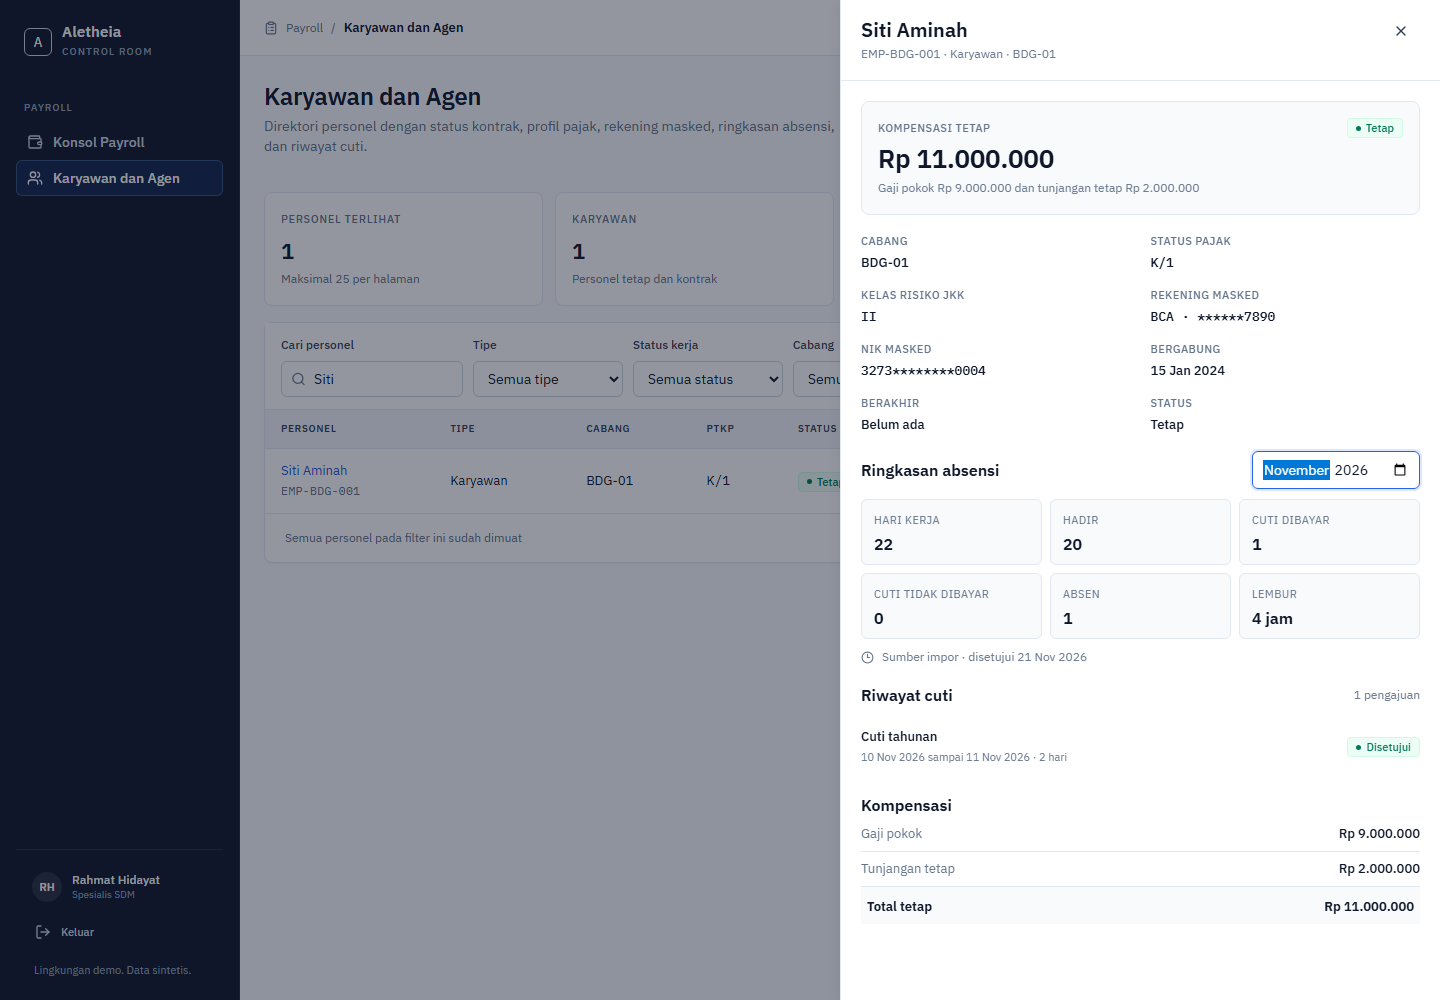 A
Aletheia
CONTROL ROOM
PAYROLL
Konsol Payroll
Karyawan dan Agen
RH
Rahmat Hidayat
Spesialis SDM
Keluar
Lingkungan demo. Data sintetis.
Payroll / Karyawan dan Agen
Karyawan dan Agen
Direktori personel dengan status kontrak, profil pajak, rekening masked, ringkasan absensi,
dan riwayat cuti.
PERSONEL TERLIHAT
1
Maksimal 25 per halaman
KARYAWAN
1
Personel tetap dan kontrak
Cari personel Tipe Status kerja Cabang
Siti Semua tipe Semua status
PERSONEL TIPE CABANG PTKP STATUS
Siti Aminah
EMP-BDG-001
Karyawan BDG-01 K/1
Semua personel pada filter ini sudah dimuat
Siti Aminah
EMP-BDG-001 · Karyawan · BDG-01
KOMPENSASI TETAP
Tetap
Rp 11.000.000
Gaji pokok Rp 9.000.000 dan tunjangan tetap Rp 2.000.000
CABANG STATUS PAJAK
BDG-01 K/1
KELAS RISIKO JKK REKENING MASKED
II BCA · ******7890
NIK MASKED BERGABUNG
3273********0004 15 Jan 2024
BERAKHIR STATUS
Belum ada Tetap
Ringkasan absensi November 2026
HARI KERJA HADIR CUTI DIBAYAR
22 20 1
CUTI TIDAK DIBAYAR ABSEN LEMBUR
0 1 4 jam
Sumber impor · disetujui 21 Nov 2026
Riwayat cuti 1 pengajuan
Cuti tahunan
10 Nov 2026 sampai 11 Nov 2026 · 2 hari
Disetujui
Kompensasi
Gaji pokok Rp 9.000.000
Tunjangan tetap Rp 2.000.000
Total tetap Rp 11.000.000